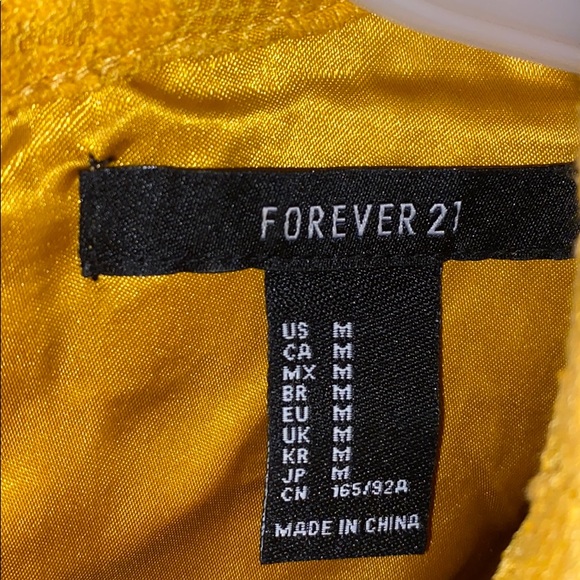 FOREVER 21
US M
CA M
MX M
BR M
EU M
UK M
KR M
JP M
CN 165/92A
MADE IN CHINA